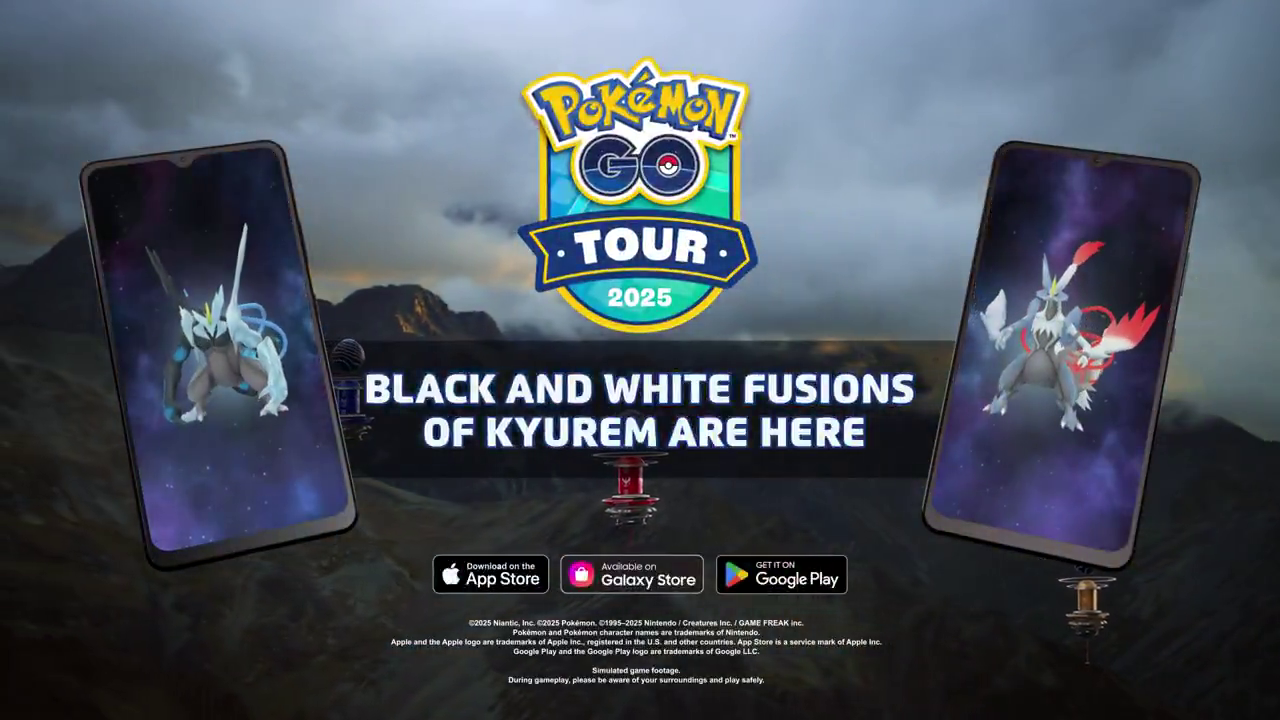 POKéMON
GO
TOUR
2025
BLACK AND WHITE FUSIONS
OF KYUREM ARE HERE
Download on the
App Store
Available on
Galaxy Store
GET IT ON
Google Play
©2025 Niantic, Inc. ©2025 Pokémon. ©1995–2025 Nintendo / Creatures Inc. / GAME FREAK inc.
Pokémon and Pokémon character names are trademarks of Nintendo.
Apple and the Apple logo are trademarks of Apple Inc., registered in the U.S. and other countries. App Store is a service mark of Apple Inc.
Google Play and the Google Play logo are trademarks of Google LLC.
Simulated game footage.
During gameplay, please be aware of your surroundings and play safely.